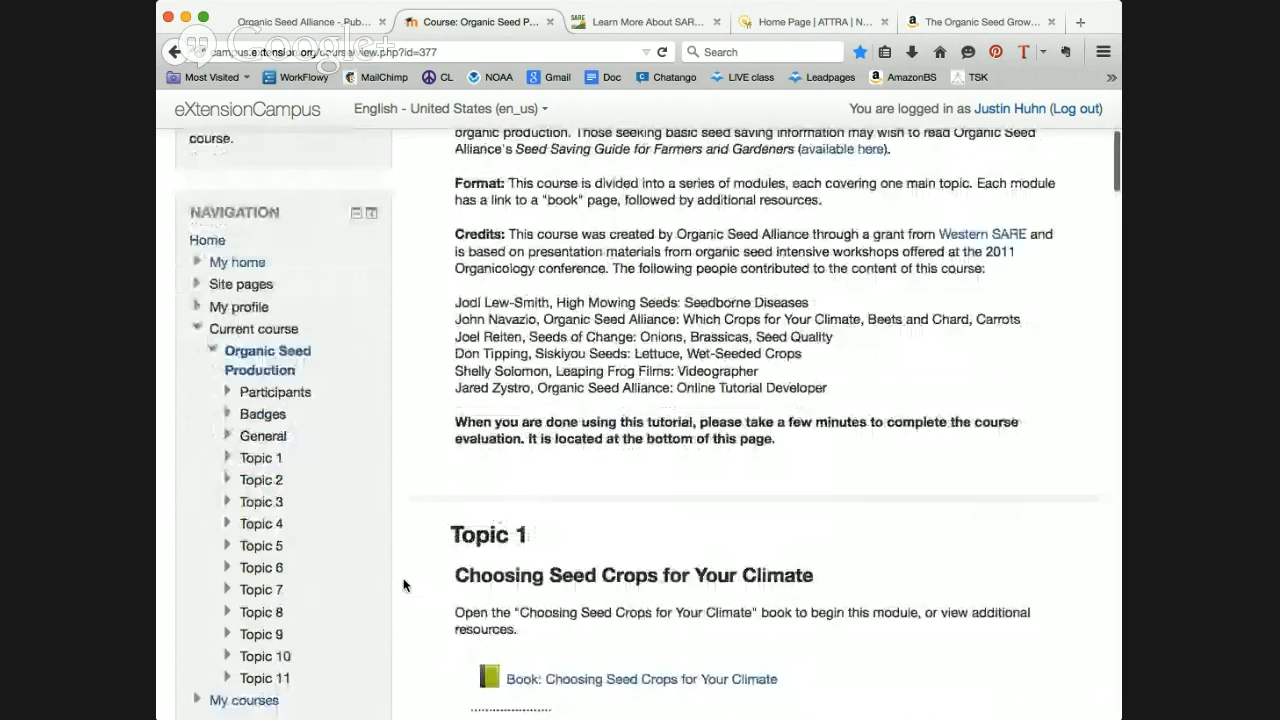 Organic Seed Alliance - Pub...
Course: Organic Seed P...
Learn More About SAR...
Home Page | ATTRA | N...
The Organic Seed Grow...
Google+
campus.extension.org/course/view.php?id=377
Search
Most Visited
WorkFlowy
MailChimp
CL
NOAA
Gmail
Doc
Chatango
LIVE class
Leadpages
AmazonBS
TSK
eXtensionCampus
English - United States (en_us)
You are logged in as Justin Huhn (Log out)
course.
NAVIGATION
Home
My home
Site pages
My profile
Current course
Organic Seed
Production
Participants
Badges
General
Topic 1
Topic 2
Topic 3
Topic 4
Topic 5
Topic 6
Topic 7
Topic 8
Topic 9
Topic 10
Topic 11
My courses
organic production. Those seeking basic seed saving information may wish to read Organic Seed
Alliance's Seed Saving Guide for Farmers and Gardeners (available here).
Format: This course is divided into a series of modules, each covering one main topic. Each module
has a link to a "book" page, followed by additional resources.
Credits: This course was created by Organic Seed Alliance through a grant from Western SARE and
is based on presentation materials from organic seed intensive workshops offered at the 2011
Organicology conference. The following people contributed to the content of this course:
Jodi Lew-Smith, High Mowing Seeds: Seedborne Diseases
John Navazio, Organic Seed Alliance: Which Crops for Your Climate, Beets and Chard, Carrots
Joel Reiten, Seeds of Change: Onions, Brassicas, Seed Quality
Don Tipping, Siskiyou Seeds: Lettuce, Wet-Seeded Crops
Shelly Solomon, Leaping Frog Films: Videographer
Jared Zystro, Organic Seed Alliance: Online Tutorial Developer
When you are done using this tutorial, please take a few minutes to complete the course
evaluation. It is located at the bottom of this page.
Topic 1
Choosing Seed Crops for Your Climate
Open the "Choosing Seed Crops for Your Climate" book to begin this module, or view additional
resources.
Book: Choosing Seed Crops for Your Climate